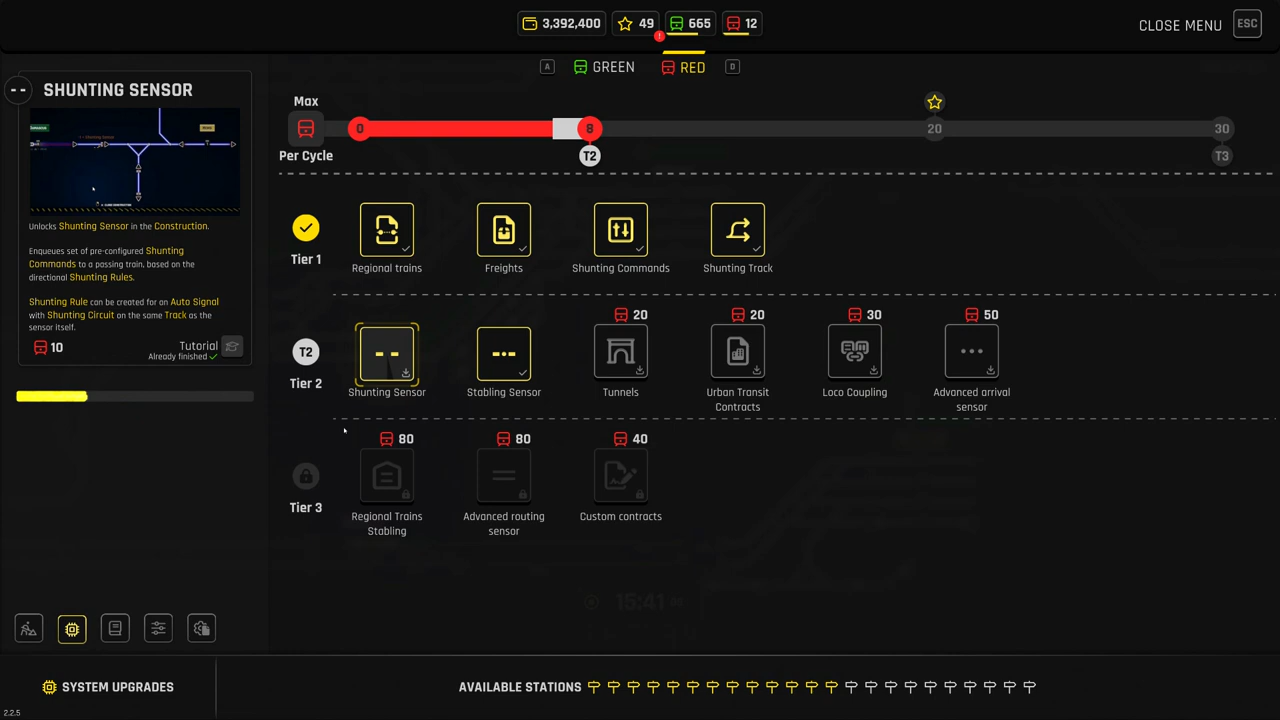 3,392,400 49 665 12
CLOSE MENU ESC
A GREEN RED D
SHUNTING SENSOR
Unlocks Shunting Sensor in the Construction.
Enqueues set of pre-configured Shunting
Commands to a passing train, based on the
directional Shunting Rules.
Shunting Rule can be created for an Auto Signal
with Shunting Circuit on the same Track as the
sensor itself.
10
Tutorial
Already finished
Max
Per Cycle
0 8 20 30
T2 T3
Tier 1
Regional trains
Freights
Shunting Commands
Shunting Track
T2
Tier 2
Shunting Sensor
Stabling Sensor
20
Tunnels
20
Urban Transit
Contracts
30
Loco Coupling
50
Advanced arrival
sensor
Tier 3
80
Regional Trains
Stabling
80
Advanced routing
sensor
40
Custom contracts
15:41
SYSTEM UPGRADES
AVAILABLE STATIONS
2.2.5